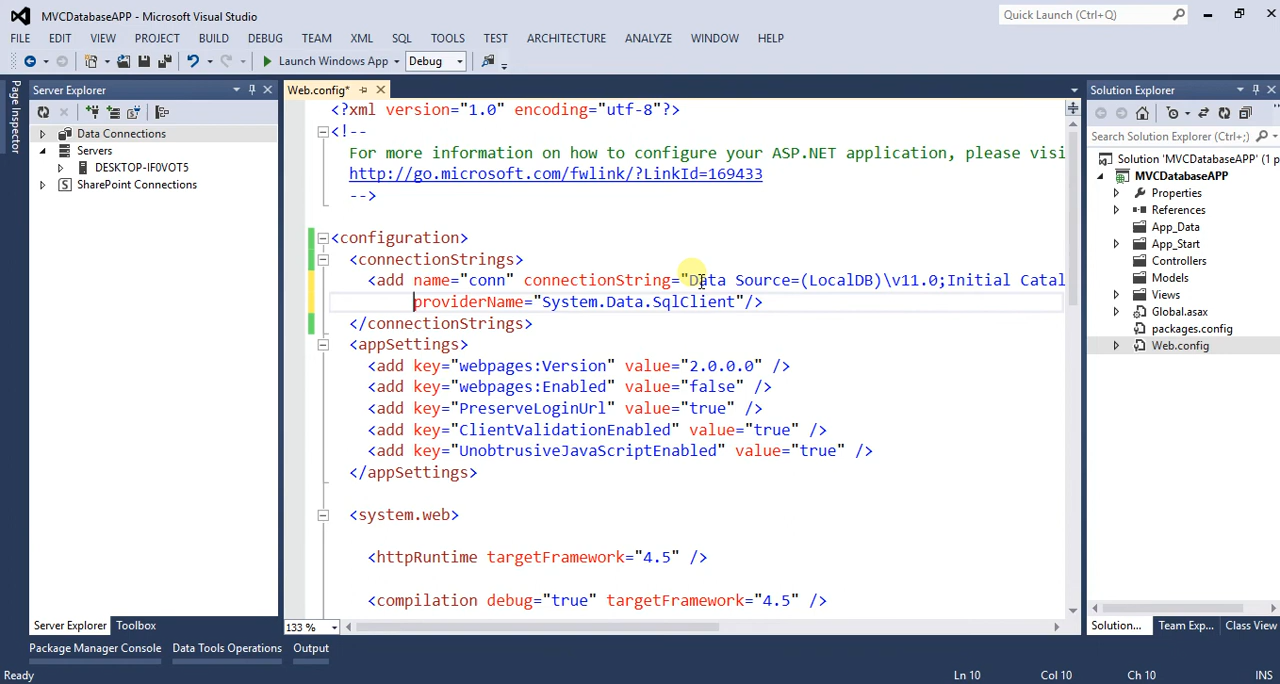 MVCDatabaseAPP - Microsoft Visual Studio
Quick Launch (Ctrl+Q)
FILE EDIT VIEW PROJECT BUILD DEBUG TEAM XML SQL TOOLS TEST ARCHITECTURE ANALYZE WINDOW HELP
Launch Windows App Debug
Page Inspector
Server Explorer
Data Connections
Servers
DESKTOP-IF0VOT5
SharePoint Connections
Server Explorer Toolbox
Web.config*
<?xml version="1.0" encoding="utf-8"?>
<!--
For more information on how to configure your ASP.NET application, please visi
http://go.microsoft.com/fwlink/?LinkId=169433
-->
<configuration>
<connectionStrings>
<add name="conn" connectionString="Data Source=(LocalDB)\v11.0;Initial Catal
providerName="System.Data.SqlClient"/>
</connectionStrings>
<appSettings>
<add key="webpages:Version" value="2.0.0.0" />
<add key="webpages:Enabled" value="false" />
<add key="PreserveLoginUrl" value="true" />
<add key="ClientValidationEnabled" value="true" />
<add key="UnobtrusiveJavaScriptEnabled" value="true" />
</appSettings>
<system.web>
<httpRuntime targetFramework="4.5" />
<compilation debug="true" targetFramework="4.5" />
133 %
Solution Explorer
Search Solution Explorer (Ctrl+;)
Solution 'MVCDatabaseAPP' (1 p
MVCDatabaseAPP
Properties
References
App_Data
App_Start
Controllers
Models
Views
Global.asax
packages.config
Web.config
Solution... Team Exp... Class View
Package Manager Console Data Tools Operations Output
Ready Ln 10 Col 10 Ch 10 INS